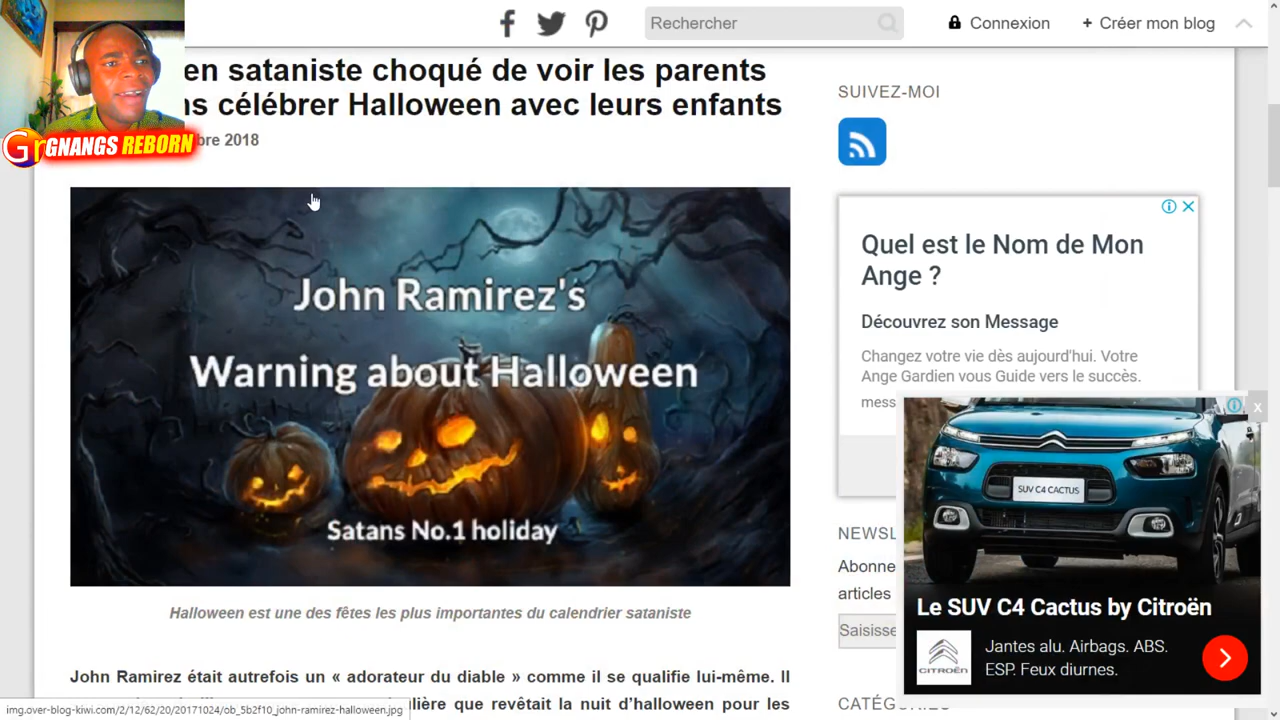 Rechercher
Connexion
+ Créer mon blog
en sataniste choqué de voir les parents
ns célébrer Halloween avec leurs enfants
bre 2018
Gr GNANGS REBORN
John Ramirez's
Warning about Halloween
Satans No.1 holiday
Halloween est une des fêtes les plus importantes du calendrier sataniste
John Ramirez était autrefois un « adorateur du diable » comme il se qualifie lui-même. Il
lière que revêtait la nuit d'halloween pour les
img.over-blog-kiwi.com/2/12/62/20/20171024/ob_5b2f10_john-ramirez-halloween.jpg
SUIVEZ-MOI
Quel est le Nom de Mon
Ange ?
Découvrez son Message
Changez votre vie dès aujourd'hui. Votre
Ange Gardien vous Guide vers le succès.
mess
NEWSL
Abonne
articles
Saisisse
SUV C4 CACTUS
Le SUV C4 Cactus by Citroën
CITROËN
Jantes alu. Airbags. ABS.
ESP. Feux diurnes.
CATÉGORIES